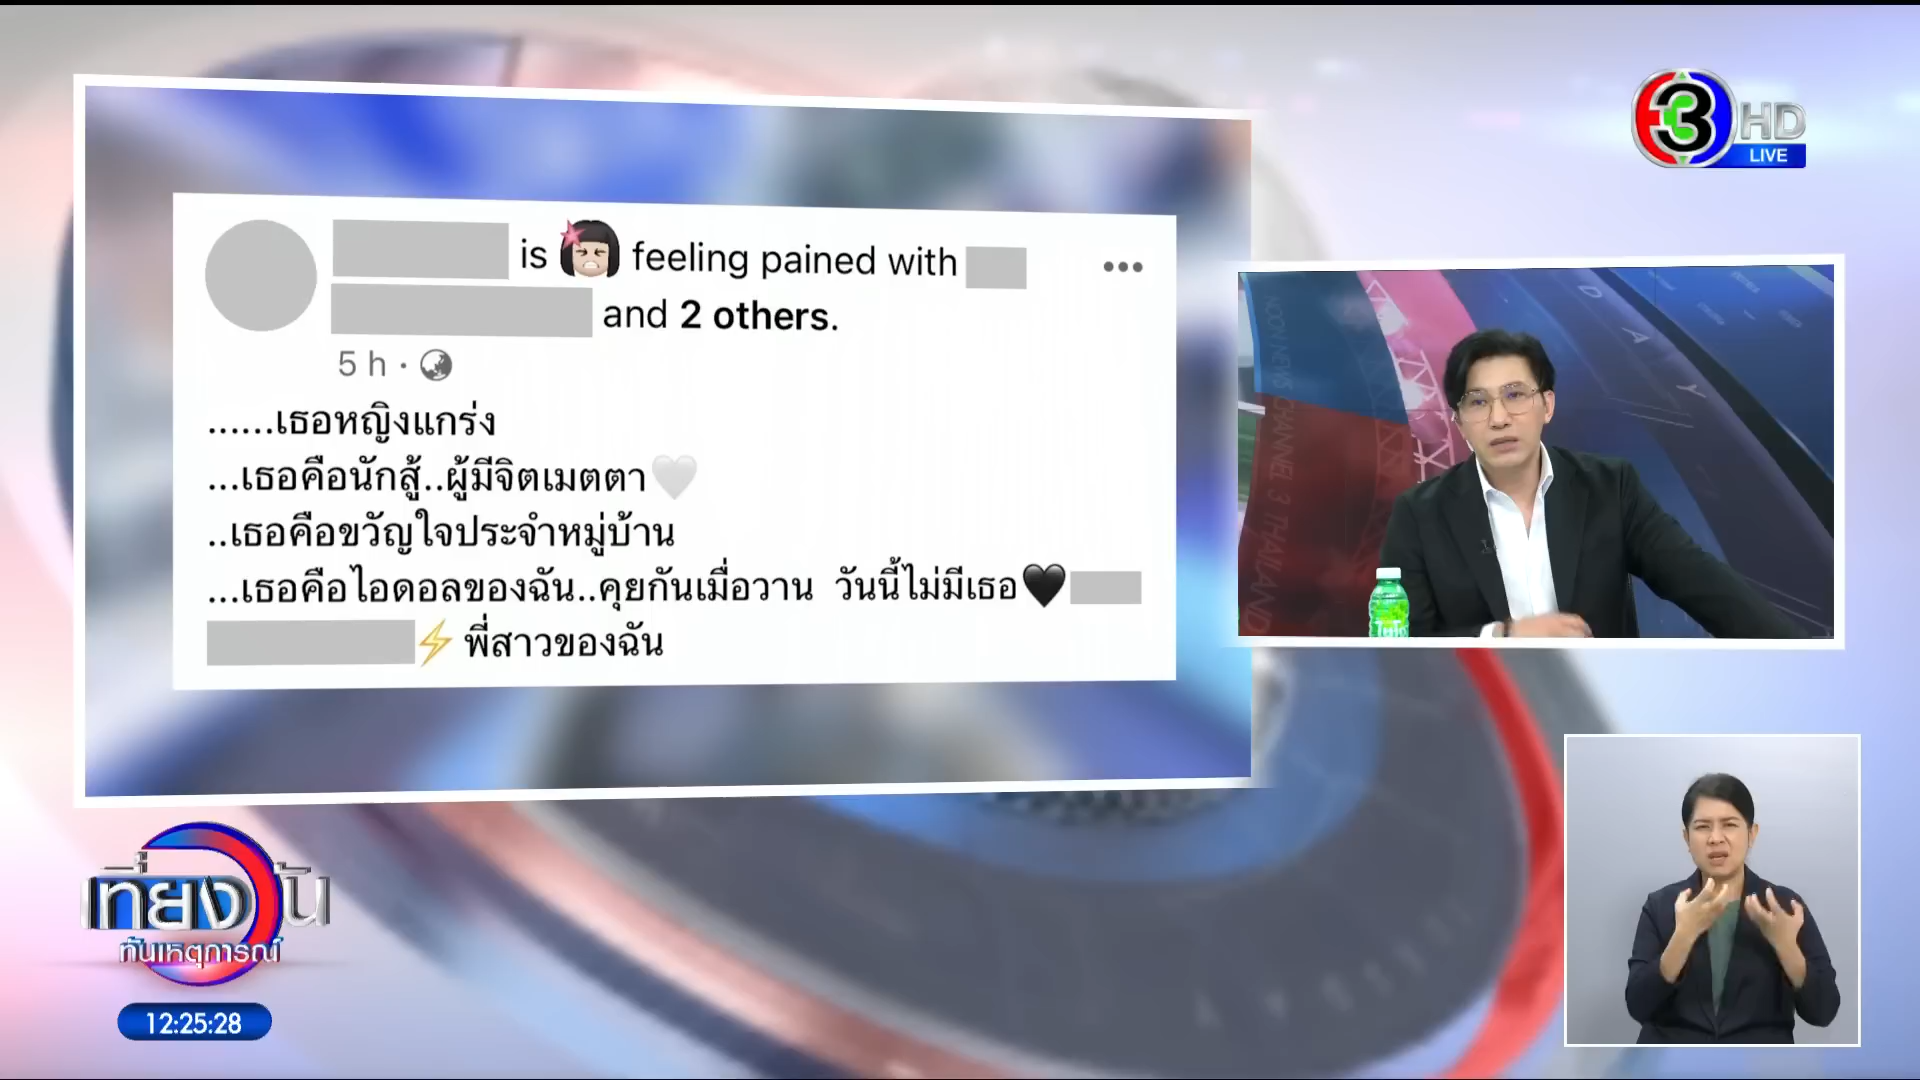 3 HD
LIVE
is feeling pained with
and 2 others.
5 h
......เธอหญิงแกร่ง
...เธอคือนักสู้..ผู้มีจิตเมตตา
..เธอคือขวัญใจประจำหมู่บ้าน
...เธอคือไอดอลของฉัน..คุยกันเมื่อวาน วันนี้ไม่มีเธอ
พี่สาวของฉัน
NOON NEWS CHANNEL 3 THAILAND
D A Y
เที่ยงวัน
ทันเหตุการณ์
12:25:28